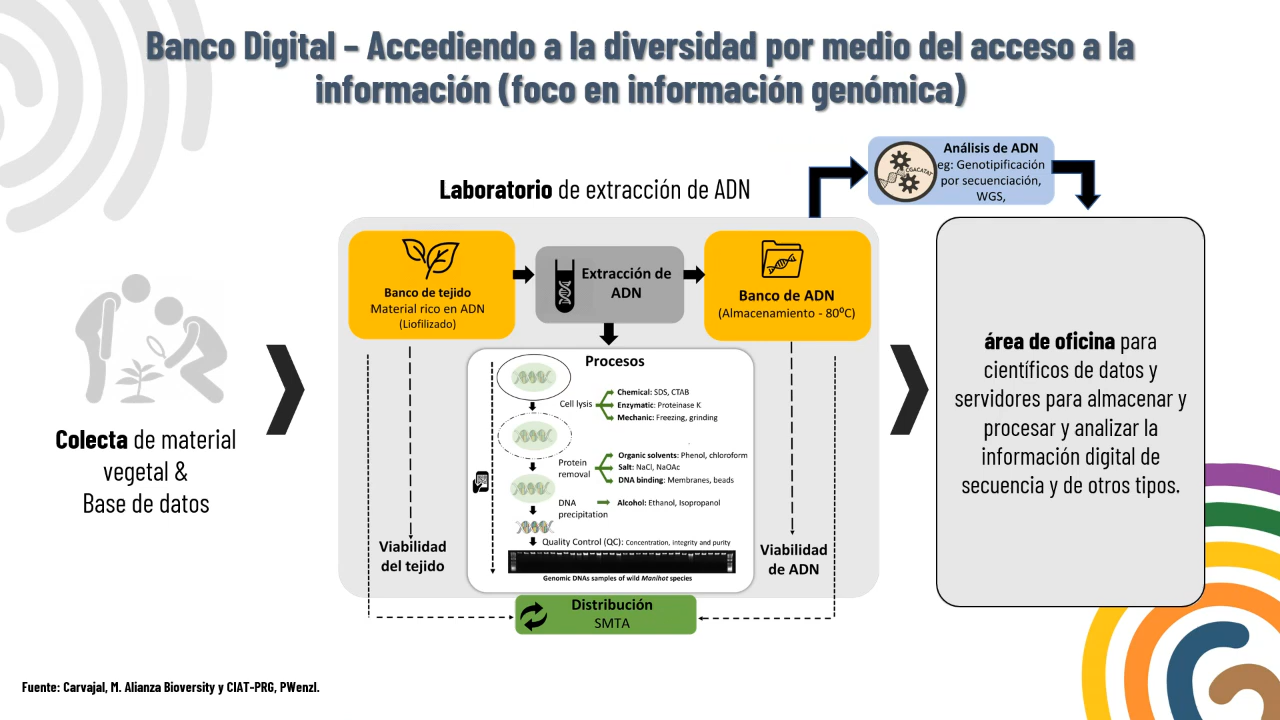 Banco Digital – Accediendo a la diversidad por medio del acceso a la
información (foco en información genómica)
Análisis de ADN
eg: Genotipificación
por secuenciación,
WGS,
CGACATAT
Laboratorio de extracción de ADN
Banco de tejido
Material rico en ADN
(Liofilizado)
Extracción de
ADN
Banco de ADN
(Almacenamiento - 80ºC)
Procesos
Cell lysis
Chemical: SDS, CTAB
Enzymatic: Proteinase K
Mechanic: Freezing, grinding
Protein
removal
Organic solvents: Phenol, chloroform
Salt: NaCl, NaOAc
DNA binding: Membranes, beads
DNA
precipitation
Alcohol: Ethanol, Isopropanol
Quality Control (QC): Concentration, integrity and purity
Genomic DNAs samples of wild Manihot species
Viabilidad
del tejido
Viabilidad
de ADN
Distribución
SMTA
Colecta de material
vegetal &
Base de datos
área de oficina para
científicos de datos y
servidores para almacenar y
procesar y analizar la
información digital de
secuencia y de otros tipos.
Fuente: Carvajal, M. Alianza Bioversity y CIAT-PRG, PWenzl.